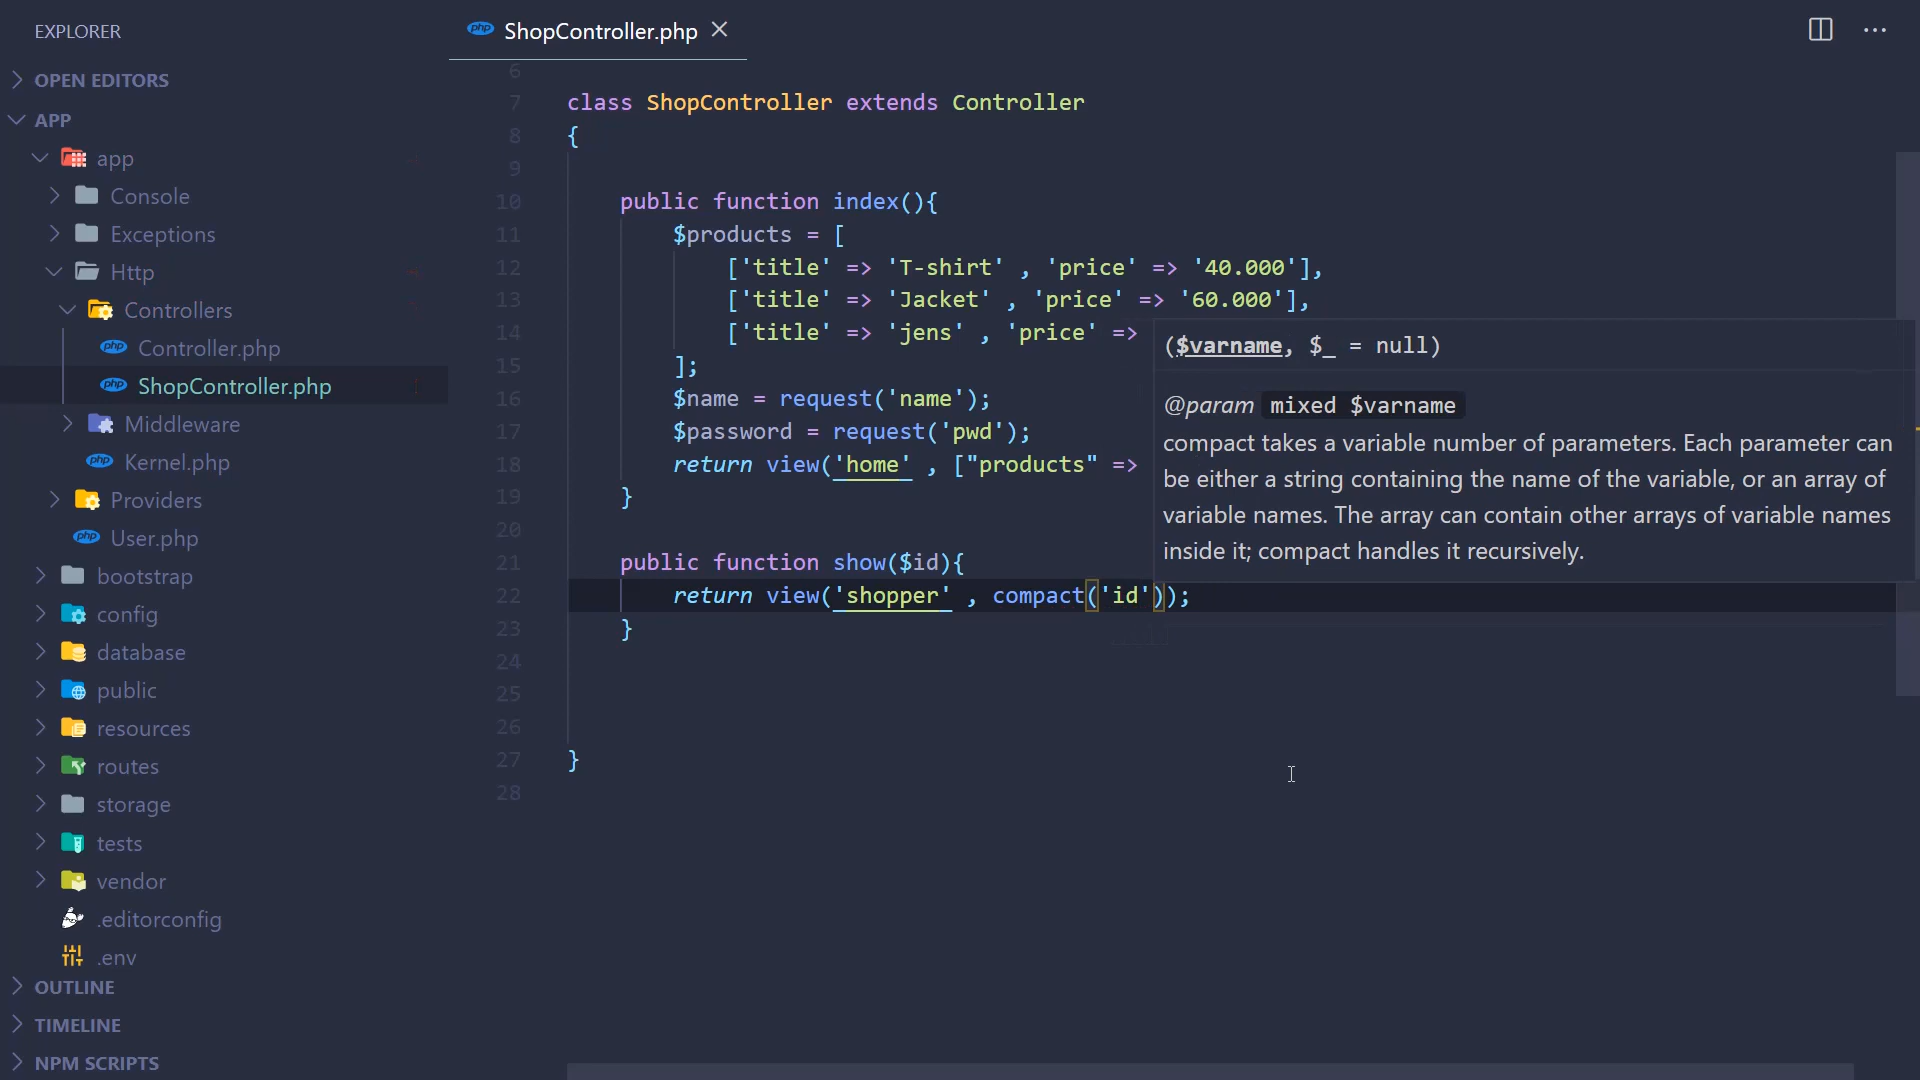 EXPLORER
OPEN EDITORS
APP
app
Console
Exceptions
Http
Controllers
php Controller.php
php ShopController.php
Middleware
php Kernel.php
Providers
php User.php
bootstrap
config
database
public
resources
routes
storage
tests
vendor
.editorconfig
.env
OUTLINE
TIMELINE
NPM SCRIPTS
php ShopController.php
6
7 class ShopController extends Controller
8 {
9
10 public function index(){
11 $products = [
12 ['title' => 'T-shirt' , 'price' => '40.000'],
13 ['title' => 'Jacket' , 'price' => '60.000'],
14 ['title' => 'jens' , 'price' =>
15 ];
16 $name = request('name');
17 $password = request('pwd');
18 return view('home' , ["products" =>
19 }
20
21 public function show($id){
22 return view('shopper' , compact('id'));
23 }
24
25
26
27 }
28
($varname, $_ = null)
@param mixed $varname
compact takes a variable number of parameters. Each parameter can
be either a string containing the name of the variable, or an array of
variable names. The array can contain other arrays of variable names
inside it; compact handles it recursively.